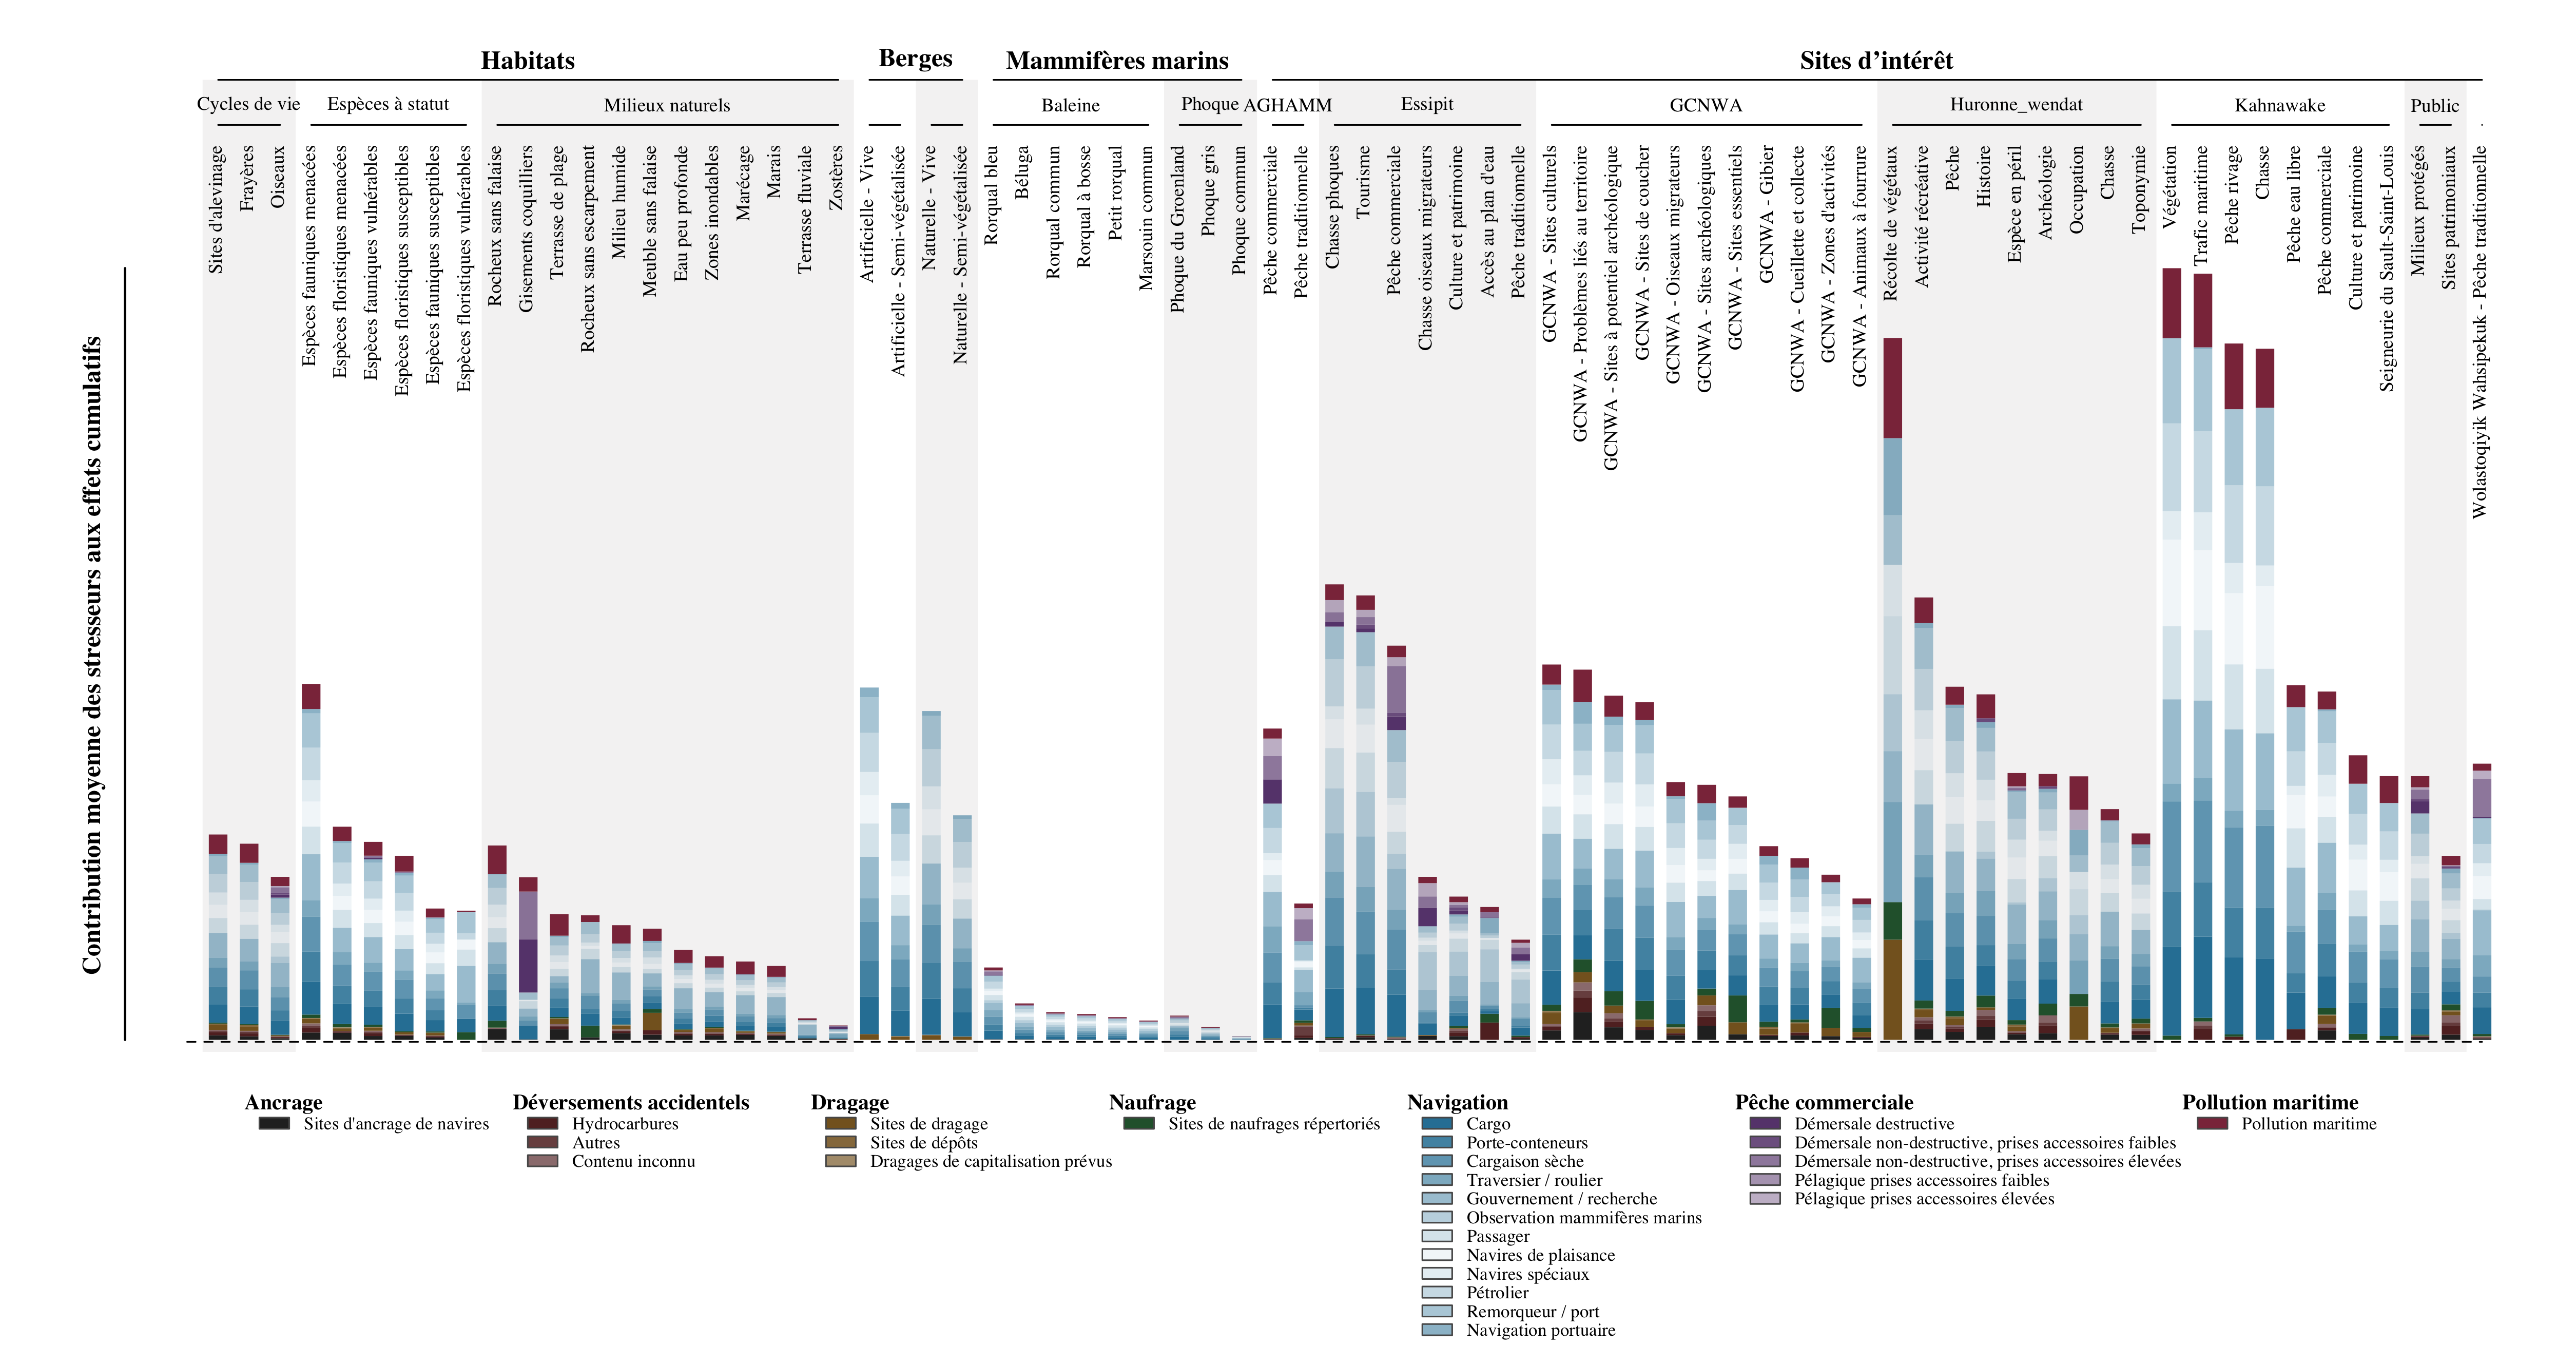 Habitats
Berges
Mammifères marins
Sites d'intérêt
Cycles de vie
Espèces à statut
Milieux naturels
Baleine
Phoque
AGHAMM
Essipit
GCNWA
Huronne_wendat
Kahnawake
Public
Sites d'alevinage
Frayères
Oiseaux
Espèces fauniques menacées
Espèces floristiques menacées
Espèces fauniques vulnérables
Espèces floristiques susceptibles
Espèces fauniques susceptibles
Espèces floristiques vulnérables
Rocheux sans falaise
Gisements coquilliers
Terrasse de plage
Rocheux sans escarpement
Milieu humide
Meuble sans falaise
Eau peu profonde
Zones inondables
Marécage
Marais
Terrasse fluviale
Zostères
Artificielle - Vive
Artificielle - Semi-végétalisée
Naturelle - Vive
Naturelle - Semi-végétalisée
Rorqual bleu
Béluga
Rorqual commun
Rorqual à bosse
Petit rorqual
Marsouin commun
Phoque du Groenland
Phoque gris
Phoque commun
Pêche commerciale
Pêche traditionnelle
Chasse phoques
Tourisme
Pêche commerciale
Chasse oiseaux migrateurs
Culture et patrimoine
Accès au plan d'eau
Pêche traditionnelle
GCNWA - Sites culturels
GCNWA - Problèmes liés au territoire
GCNWA - Sites à potentiel archéologique
GCNWA - Sites de coucher
GCNWA - Oiseaux migrateurs
GCNWA - Sites archéologiques
GCNWA - Sites essentiels
GCNWA - Gibier
GCNWA - Cueillette et collecte
GCNWA - Zones d'activités
GCNWA - Animaux à fourrure
Récolte de végétaux
Activité récréative
Pêche
Histoire
Espèce en péril
Archéologie
Occupation
Chasse
Toponymie
Végétation
Trafic maritime
Pêche rivage
Chasse
Pêche eau libre
Pêche commerciale
Culture et patrimoine
Seigneurie du Sault-Saint-Louis
Milieux protégés
Sites patrimoniaux
Wolastoqiyik Wahsipekuk - Pêche traditionnelle
Contribution moyenne des stresseurs aux effets cumulatifs
Ancrage
Sites d'ancrage de navires
Déversements accidentels
Hydrocarbures
Autres
Contenu inconnu
Dragage
Sites de dragage
Sites de dépôts
Dragages de capitalisation prévus
Naufrage
Sites de naufrages répertoriés
Navigation
Cargo
Porte-conteneurs
Cargaison sèche
Traversier / roulier
Gouvernement / recherche
Observation mammifères marins
Passager
Navires de plaisance
Navires spéciaux
Pétrolier
Remorqueur / port
Navigation portuaire
Pêche commerciale
Démersale destructive
Démersale non-destructive, prises accessoires faibles
Démersale non-destructive, prises accessoires élevées
Pélagique prises accessoires faibles
Pélagique prises accessoires élevées
Pollution maritime
Pollution maritime